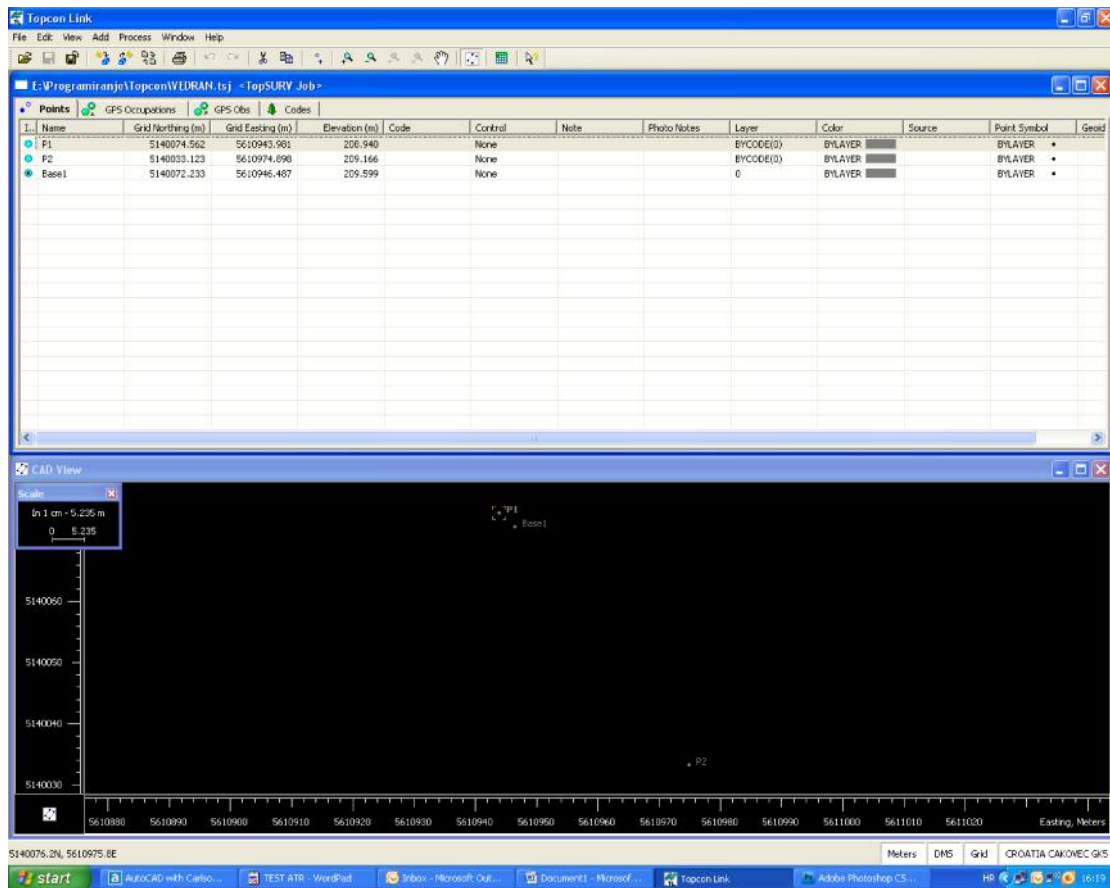 Topcon Link
File Edit View Add Process Window Help
E:\Programiranje\Topcon\VEDRAN.tsj <TopSURV Job>
Points GPS Occupations GPS Obs Codes
I... Name Grid Northing (m) Grid Easting (m) Elevation (m) Code Control Note Photo Notes Layer Color Source Point Symbol Geoid
P1 5140074.562 5610943.981 208.940 None BYCODE(0) BYLAYER BYLAYER
P2 5140033.123 5610974.898 209.166 None BYCODE(0) BYLAYER BYLAYER
Base1 5140072.233 5610946.487 209.599 None 0 BYLAYER BYLAYER
CAD View
Scale
In 1 cm - 5.235 m
0 5.235
P1
Base1
5140060
5140050
5140040
P2
5140030
5610880 5610890 5610900 5610910 5610920 5610930 5610940 5610950 5610960 5610970 5610980 5610990 5611000 5611010 5611020 Easting, Meters
5140076.2N, 5610975.8E Meters DMS Grid CROATIA CAKOVEC GK5
start AutoCAD with Carlso... TEST ATR - WordPad Inbox - Microsoft Out... Document1 - Microsof... Topcon Link Adobe Photoshop CS... HR 16:19